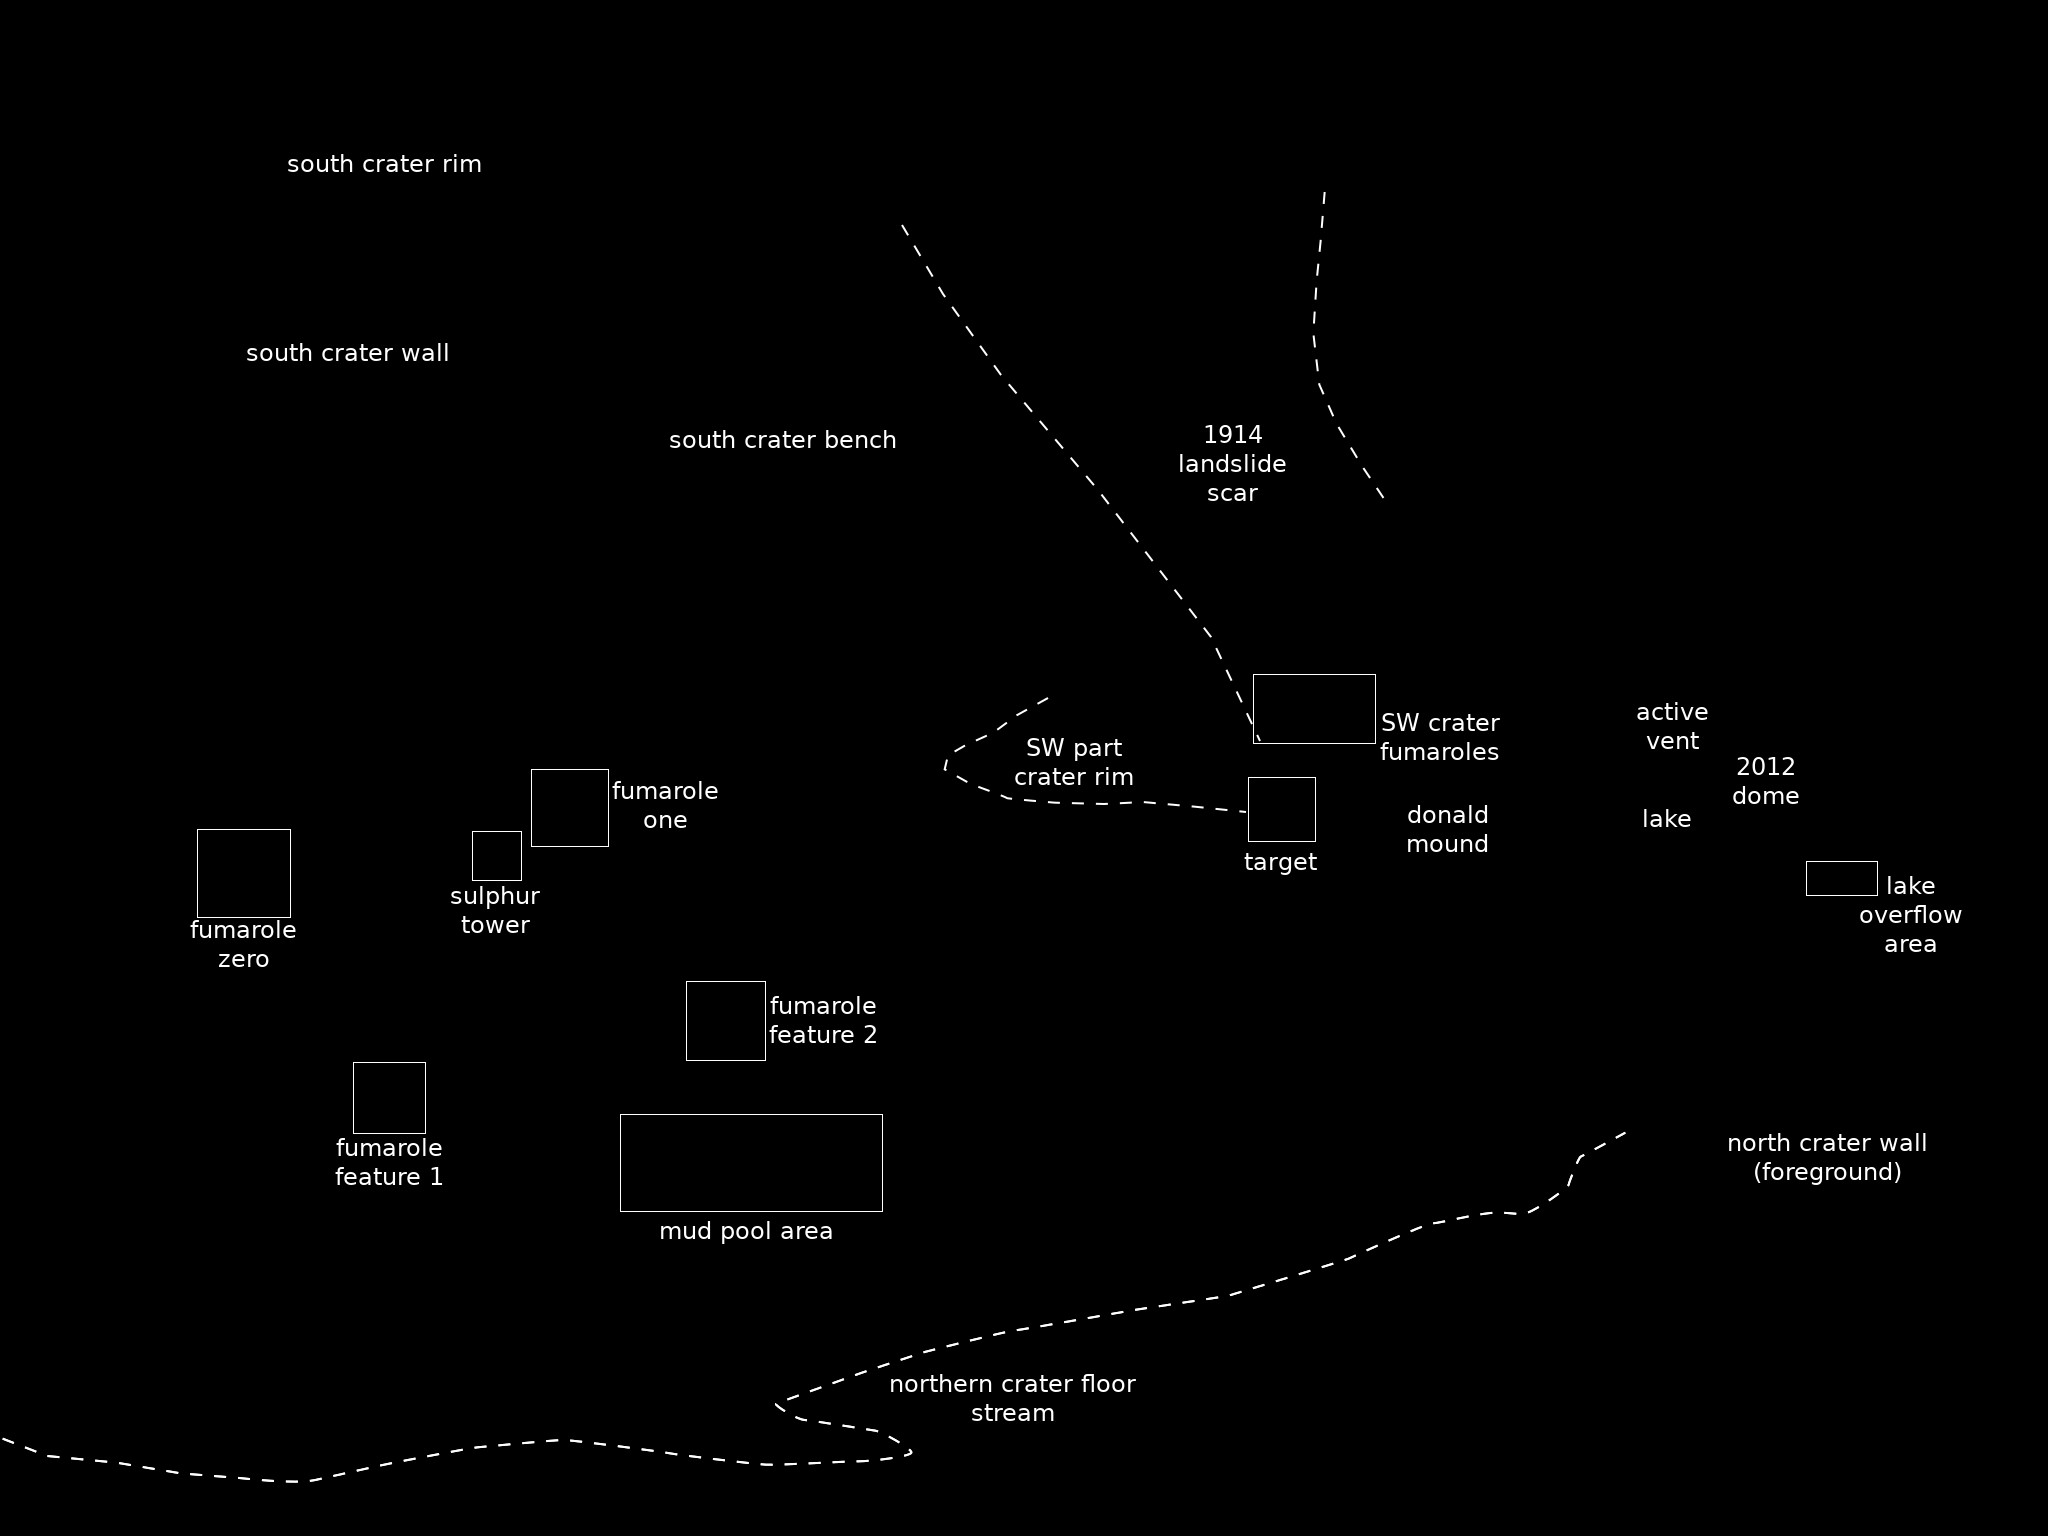 south crater rim
south crater wall
south crater bench
1914
landslide
scar
SW crater
fumaroles
active
vent
SW part
crater rim
2012
dome
fumarole
one
donald
mound
lake
target
sulphur
tower
lake
overflow
area
fumarole
zero
fumarole
feature 2
fumarole
feature 1
north crater wall
(foreground)
mud pool area
northern crater floor
stream